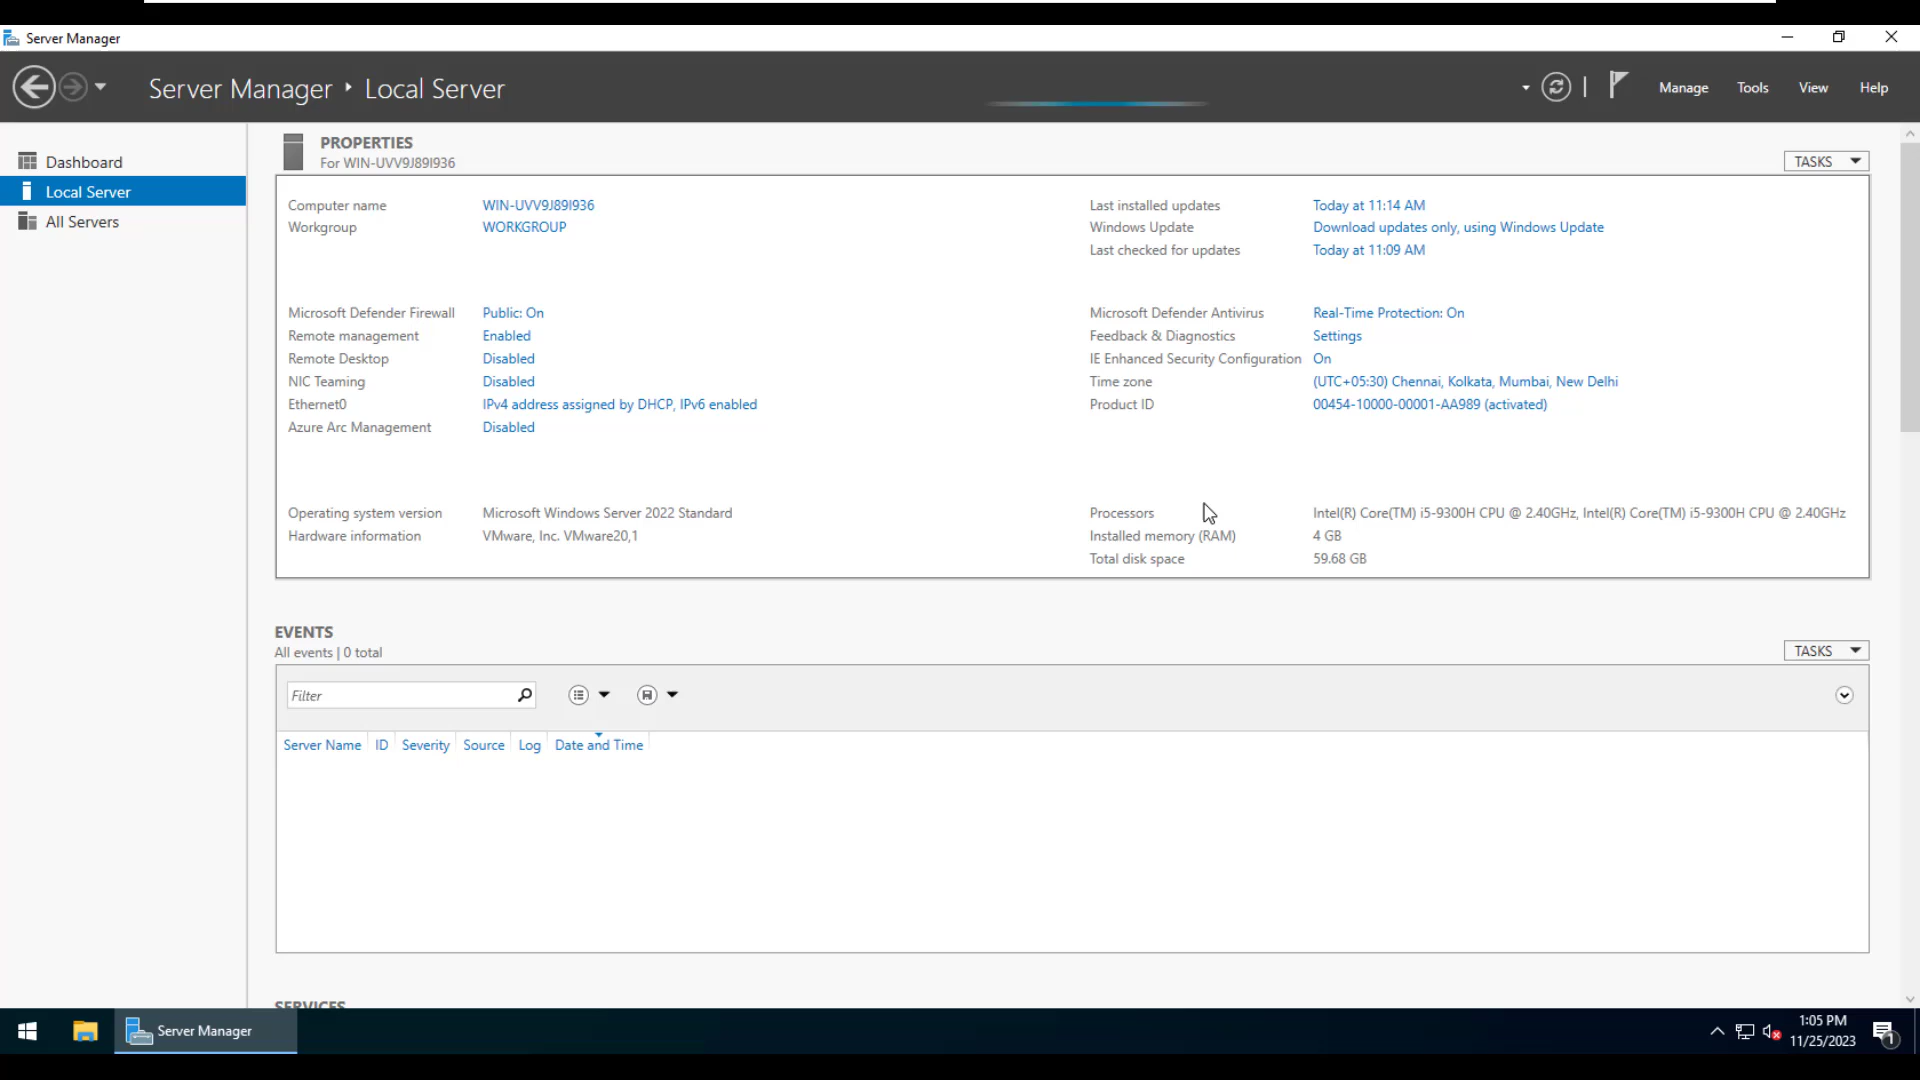 Server Manager
Server Manager ‣ Local Server
Manage Tools View Help
Dashboard
Local Server
All Servers
PROPERTIES
For WIN-UVV9J89I936
TASKS
Computer name WIN-UVV9J89I936
Workgroup WORKGROUP
Last installed updates Today at 11:14 AM
Windows Update Download updates only, using Windows Update
Last checked for updates Today at 11:09 AM
Microsoft Defender Firewall Public: On
Remote management Enabled
Remote Desktop Disabled
NIC Teaming Disabled
Ethernet0 IPv4 address assigned by DHCP, IPv6 enabled
Azure Arc Management Disabled
Microsoft Defender Antivirus Real-Time Protection: On
Feedback & Diagnostics Settings
IE Enhanced Security Configuration On
Time zone (UTC+05:30) Chennai, Kolkata, Mumbai, New Delhi
Product ID 00454-10000-00001-AA989 (activated)
Operating system version Microsoft Windows Server 2022 Standard
Hardware information VMware, Inc. VMware20,1
Processors Intel(R) Core(TM) i5-9300H CPU @ 2.40GHz, Intel(R) Core(TM) i5-9300H CPU @ 2.40GHz
Installed memory (RAM) 4 GB
Total disk space 59.68 GB
EVENTS
All events | 0 total
TASKS
Filter
Server Name ID Severity Source Log Date and Time
SERVICES
Server Manager
1:05 PM
11/25/2023
1